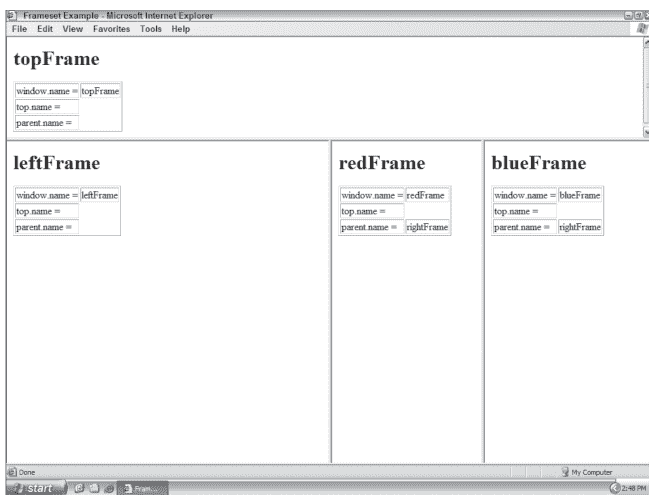 Frameset Example - Microsoft Internet Explorer
File Edit View Favorites Tools Help
topFrame
window.name = topFrame
top.name =
parent.name =
leftFrame
window.name = leftFrame
top.name =
parent.name =
redFrame
window.name = redFrame
top.name =
parent.name = rightFrame
blueFrame
window.name = blueFrame
top.name =
parent.name = rightFrame
Done
My Computer
start
Fram...
2:48 PM